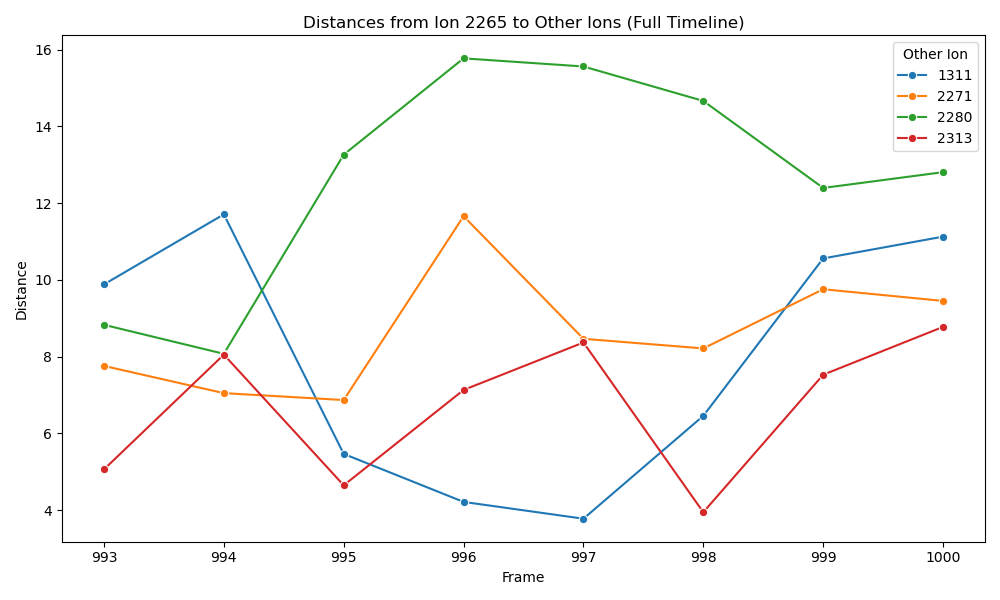 Distances from Ion 2265 to Other Ions (Full Timeline)
Other Ion
1311
2271
2280
2313
16
14
12
10
8
6
4
Distance
993 994 995 996 997 998 999 1000
Frame